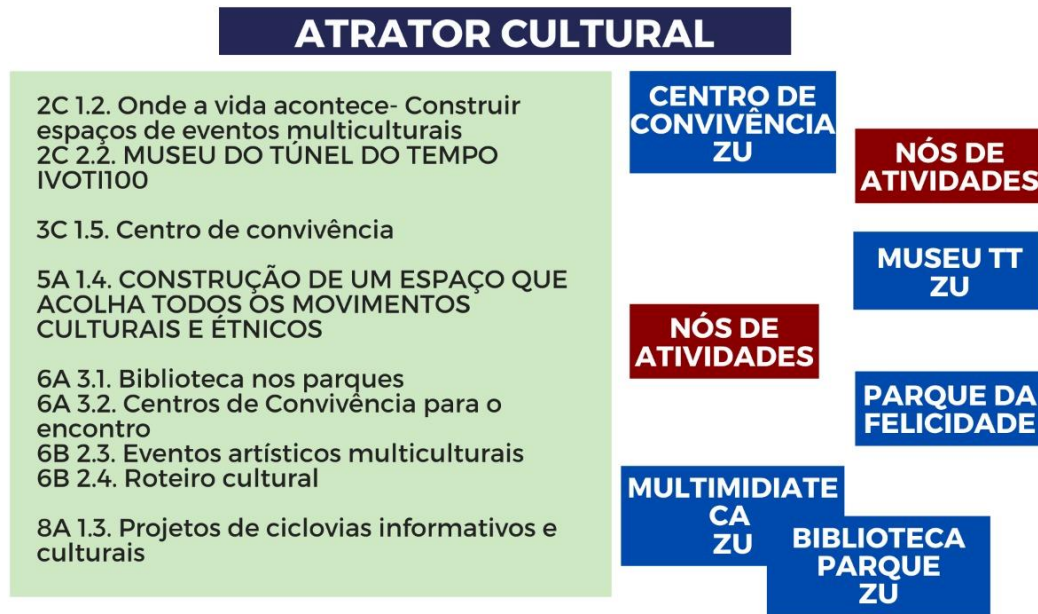 ATRATOR CULTURAL
2C 1.2. Onde a vida acontece- Construir
espaços de eventos multiculturais
2C 2.2. MUSEU DO TÚNEL DO TEMPO
IVOTI100
3C 1.5. Centro de convivência
5A 1.4. CONSTRUÇÃO DE UM ESPAÇO QUE
ACOLHA TODOS OS MOVIMENTOS
CULTURAIS E ÉTNICOS
6A 3.1. Biblioteca nos parques
6A 3.2. Centros de Convivência para o
encontro
6B 2.3. Eventos artísticos multiculturais
6B 2.4. Roteiro cultural
8A 1.3. Projetos de ciclovias informativos e
culturais
CENTRO DE
CONVIVÊNCIA
ZU
NÓS DE
ATIVIDADES
MUSEU TT
ZU
NÓS DE
ATIVIDADES
PARQUE DA
FELICIDADE
MULTIMIDIATE
CA
ZU
BIBLIOTECA
PARQUE
ZU